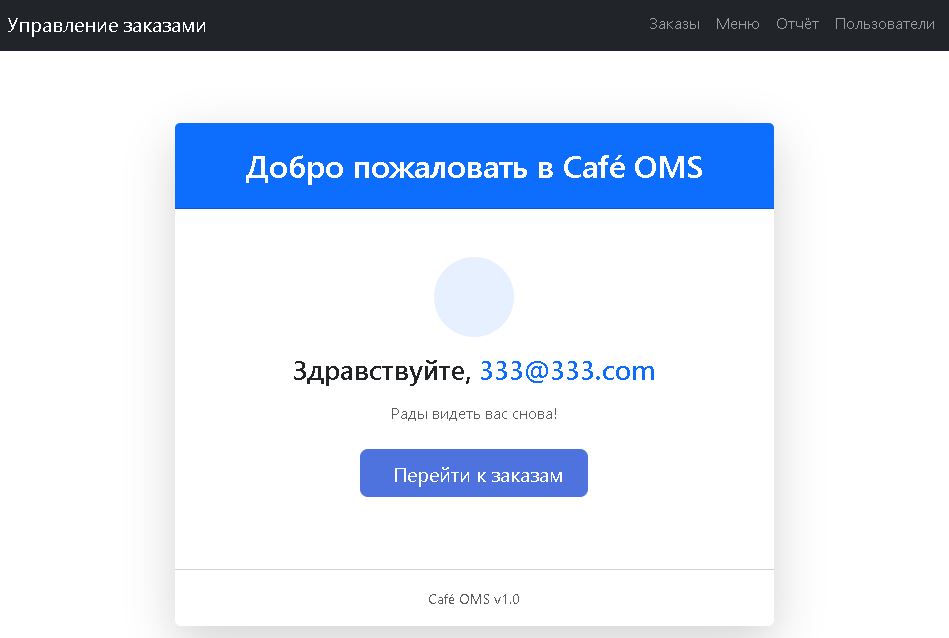 Управление заказами
Заказы Меню Отчёт Пользователи
Добро пожаловать в Café OMS
Здравствуйте, 333@333.com
Рады видеть вас снова!
Перейти к заказам
Café OMS v1.0